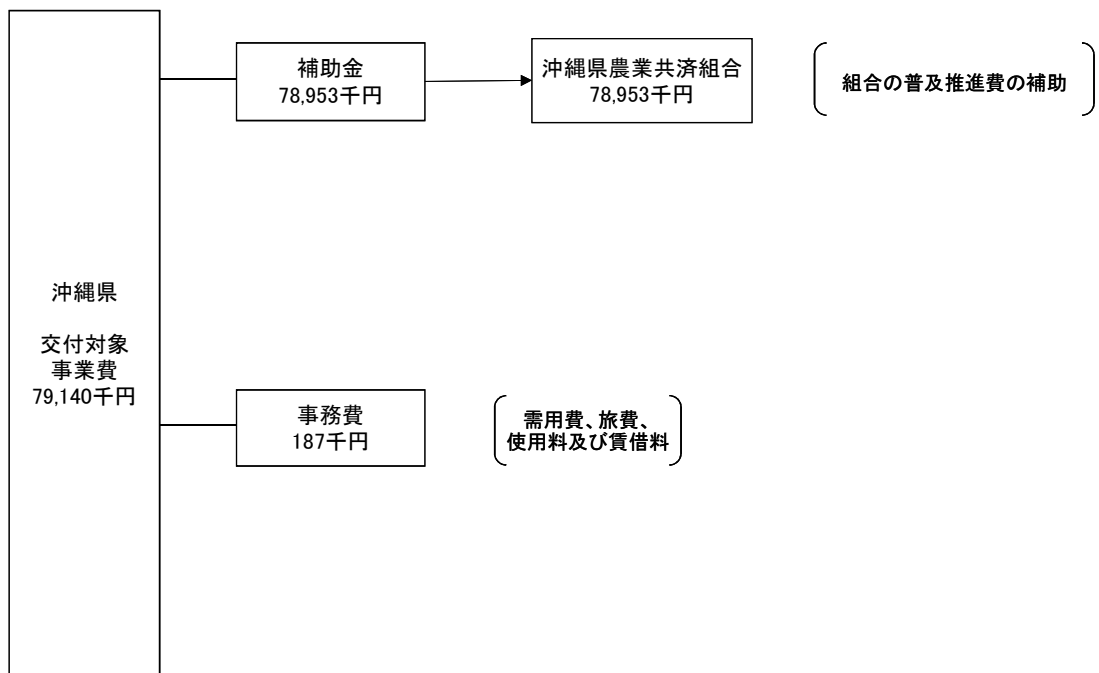 補助金
78,953千円
沖縄県農業共済組合
78,953千円
組合の普及推進費の補助
沖縄県
交付対象
事業費
79,140千円
事務費
187千円
需用費、旅費、
使用料及び賃借料